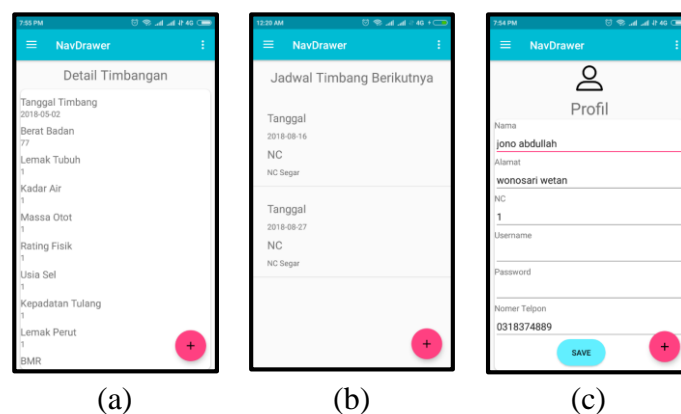 7:55 PM
4G
NavDrawer
Detail Timbangan
Tanggal Timbang
2018-05-02
Berat Badan
77
Lemak Tubuh
1
Kadar Air
1
Massa Otot
1
Rating Fisik
1
Usia Sel
1
Kepadatan Tulang
1
Lemak Perut
1
BMR
+
(a)
12:20 AM
4G
NavDrawer
Jadwal Timbang Berikutnya
Tanggal
2018-08-16
NC
NC Segar
Tanggal
2018-08-27
NC
NC Segar
+
(b)
7:54 PM
4G
NavDrawer
Profil
Nama
jono abdullah
Alamat
wonosari wetan
NC
1
Username
Password
Nomer Telpon
0318374889
SAVE
+
(c)